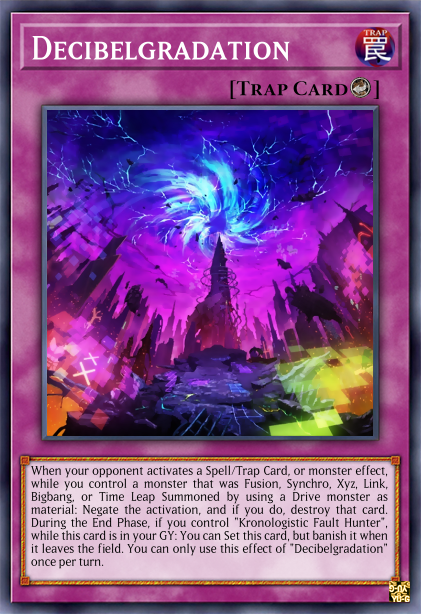 DECIBELGRADATION
TRAP
罠
[TRAP CARD]
When your opponent activates a Spell/Trap Card, or monster effect,
while you control a monster that was Fusion, Synchro, Xyz, Link,
Bigbang, or Time Leap Summoned by using a Drive monster as
material: Negate the activation, and if you do, destroy that card.
During the End Phase, if you control "Kronologistic Fault Hunter",
while this card is in your GY: You can Set this card, but banish it when
it leaves the field. You can only use this effect of "Decibelgradation"
once per turn.